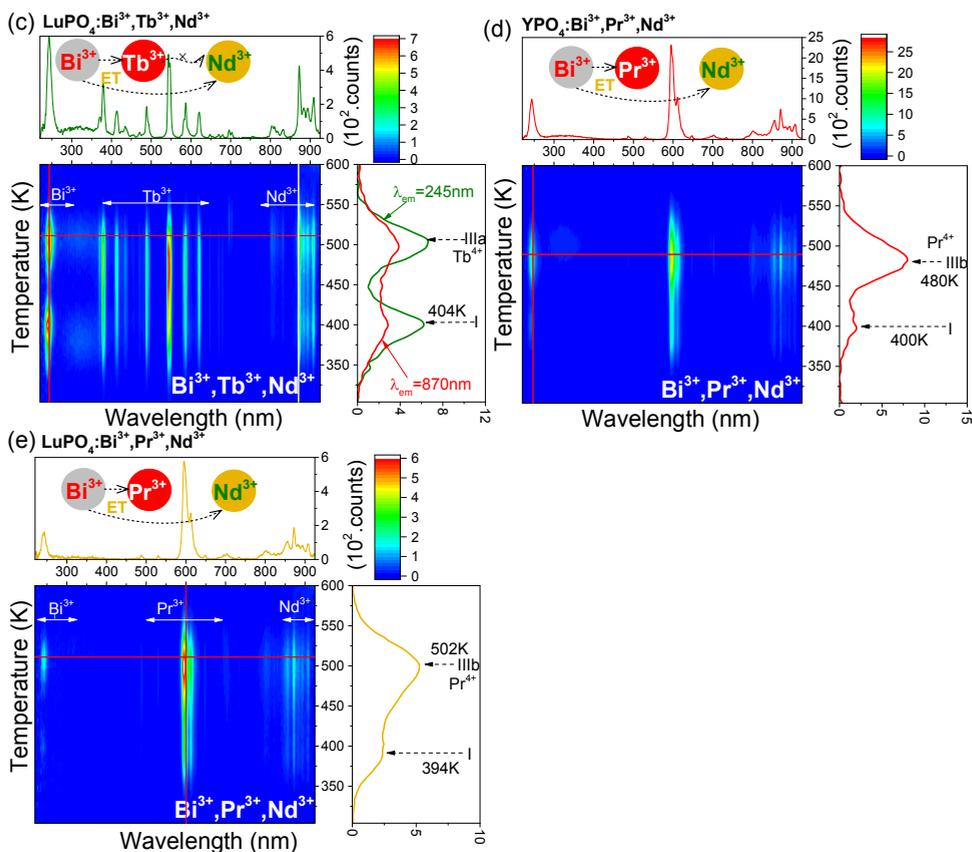 (c) LuPO₄:Bi³⁺,Tb³⁺,Nd³⁺
6
4
2
0
Bi³⁺ Tb³⁺ × Nd³⁺
ET
300 400 500 600 700 800 900
7
6
5
4
3
2
1
0
(10².counts)
Temperature (K)
Bi³⁺ Tb³⁺ Nd³⁺
Bi³⁺,Tb³⁺,Nd³⁺
Wavelength (nm)
600
550
500
450
400
350
λem=245nm
IIIa
Tb⁴⁺
404K
I
λem=870nm
0 4 8 12
(d) YPO₄:Bi³⁺,Pr³⁺,Nd³⁺
25
20
15
10
5
0
Bi³⁺ Pr³⁺ Nd³⁺
ET
300 400 500 600 700 800 900
25
20
15
10
5
0
(10².counts)
Temperature (K)
Bi³⁺,Pr³⁺,Nd³⁺
Wavelength (nm)
600
550
500
450
400
350
Pr⁴⁺
IIIb
480K
I
400K
0 5 10 15
(e) LuPO₄:Bi³⁺,Pr³⁺,Nd³⁺
6
4
2
0
Bi³⁺ Pr³⁺ Nd³⁺
ET
300 400 500 600 700 800 900
6
5
4
3
2
1
0
(10².counts)
Temperature (K)
Bi³⁺ Pr³⁺ Nd³⁺
Bi³⁺,Pr³⁺,Nd³⁺
Wavelength (nm)
600
550
500
450
400
350
502K
IIIb
Pr⁴⁺
I
394K
0 5 10